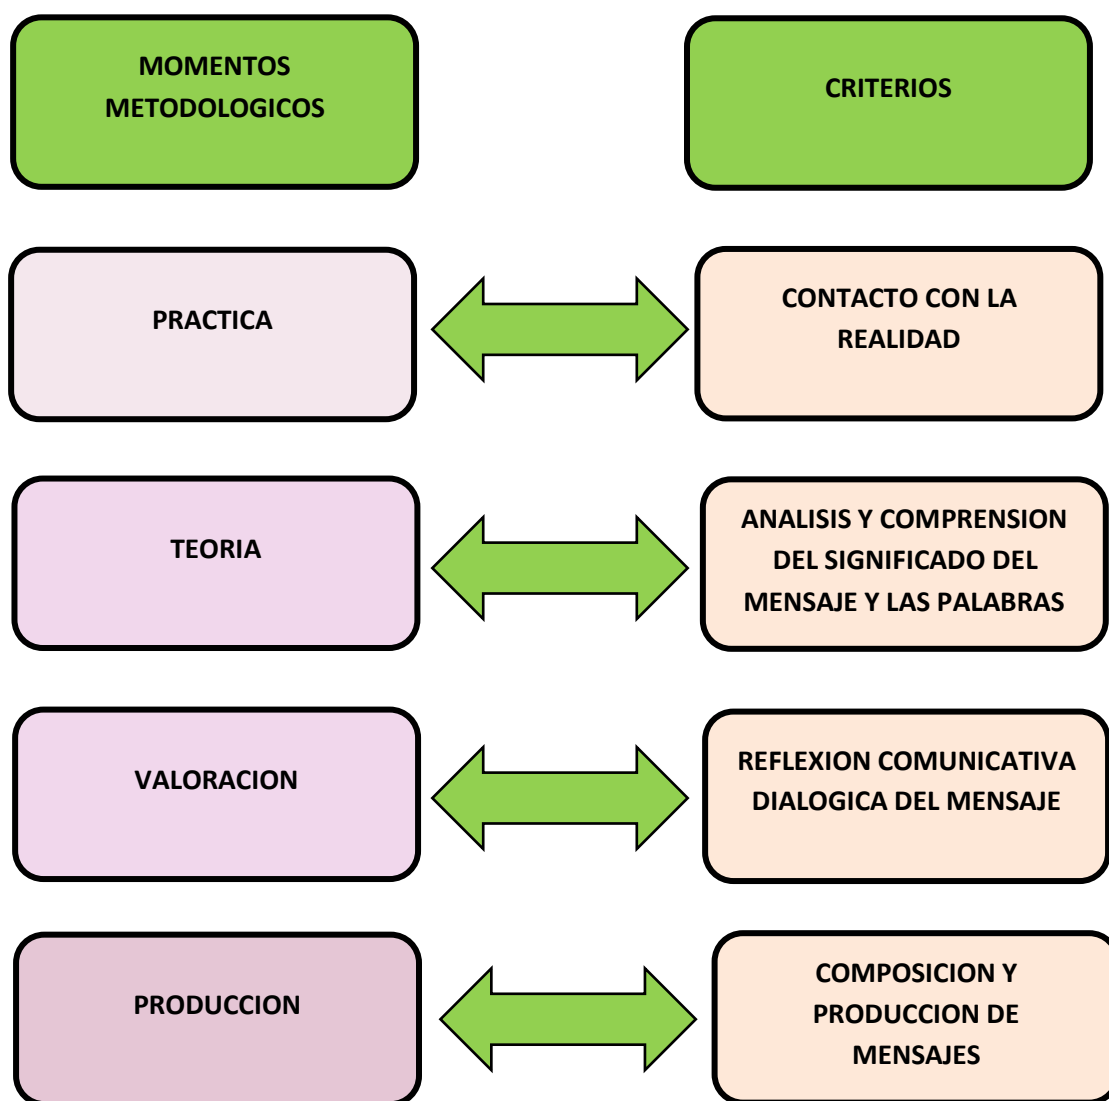 MOMENTOS
METODOLOGICOS
CRITERIOS
PRACTICA
CONTACTO CON LA
REALIDAD
TEORIA
ANALISIS Y COMPRENSION
DEL SIGNIFICADO DEL
MENSAJE Y LAS PALABRAS
VALORACION
REFLEXION COMUNICATIVA
DIALOGICA DEL MENSAJE
PRODUCCION
COMPOSICION Y
PRODUCCION DE
MENSAJES